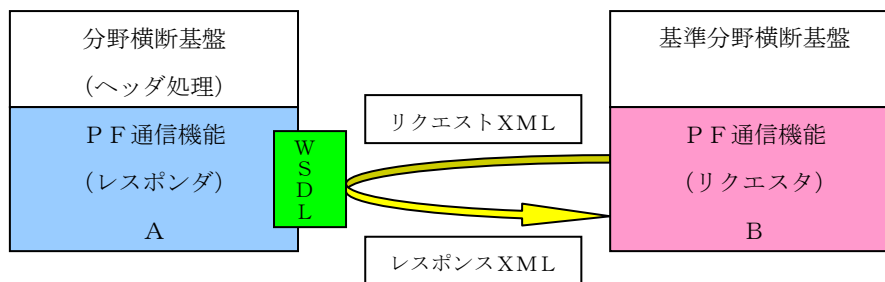 分野横断基盤
(ヘッダ処理)
ＰＦ通信機能
(レスポンダ)
Ａ
ＷＳＤＬ
リクエストＸＭＬ
レスポンスＸＭＬ
基準分野横断基盤
ＰＦ通信機能
(リクエスタ)
Ｂ